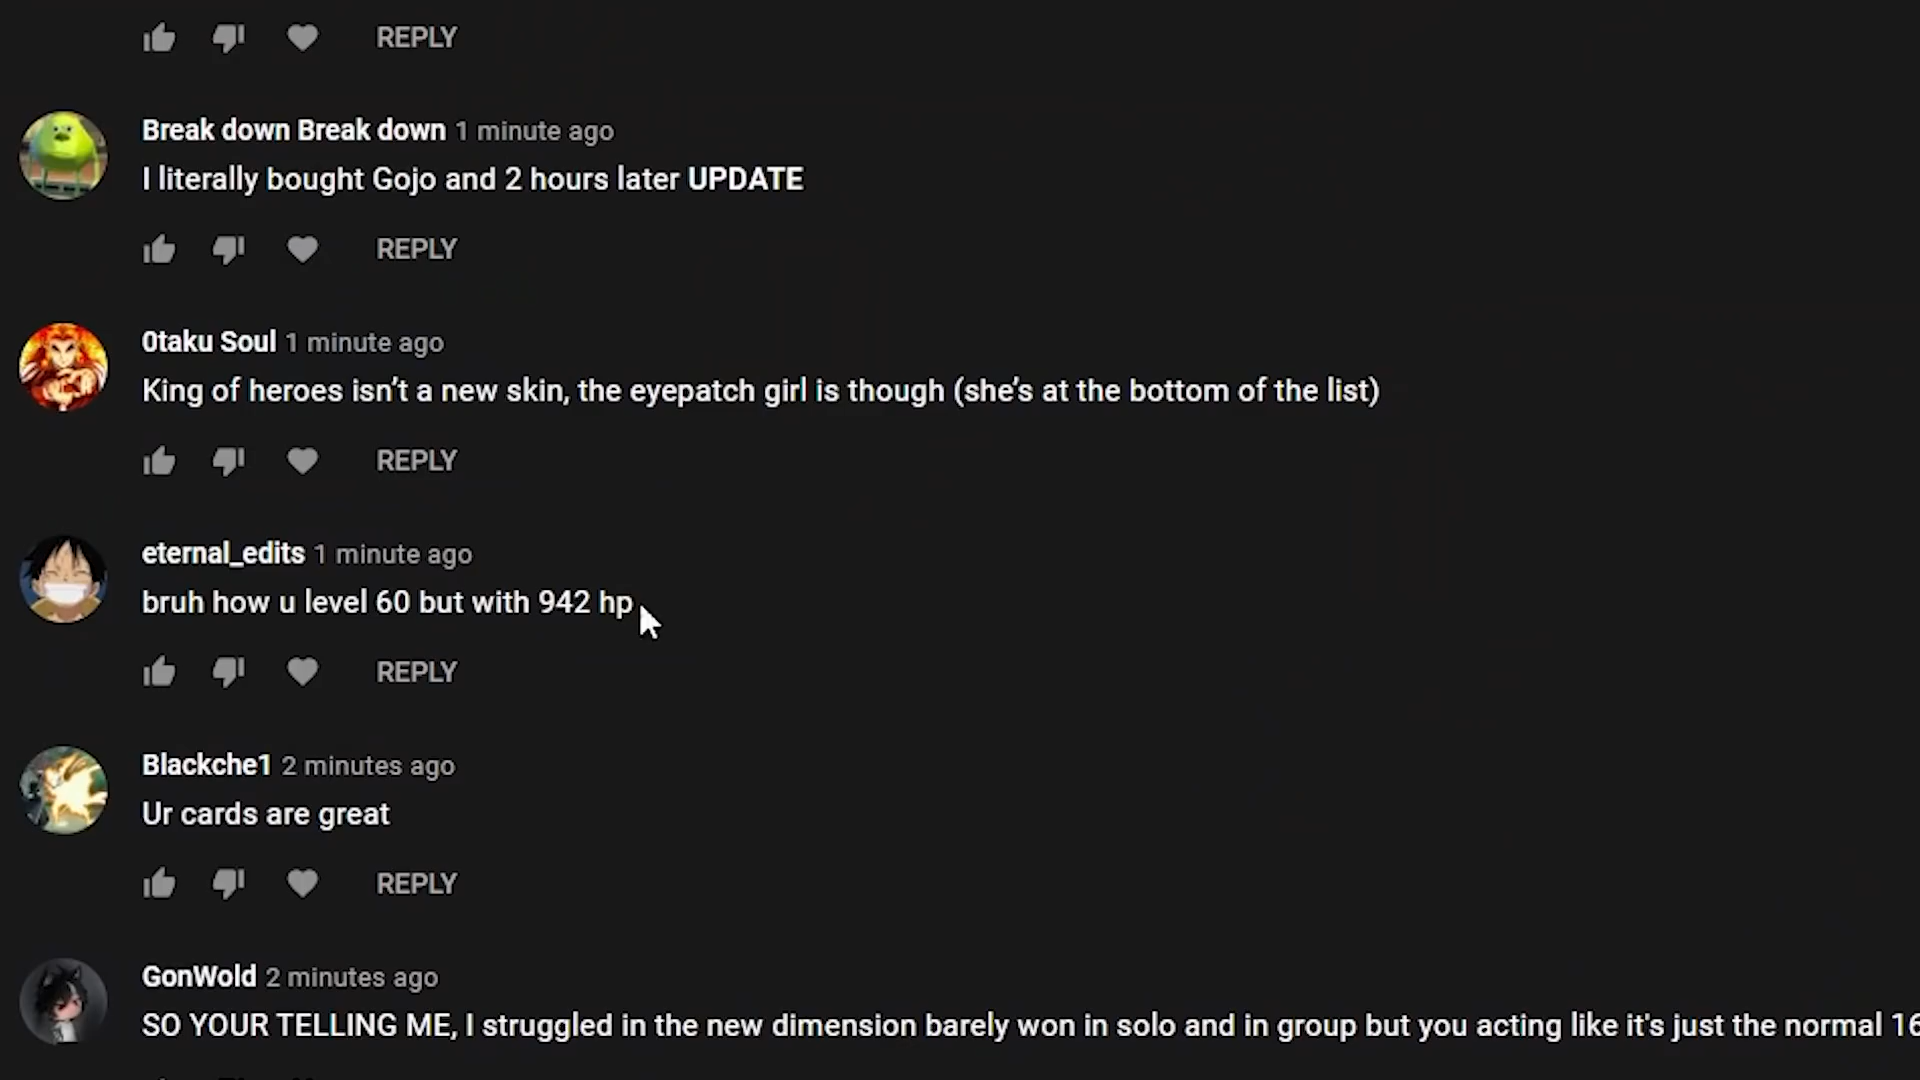 REPLY
Break down Break down 1 minute ago
I literally bought Gojo and 2 hours later UPDATE
REPLY
0taku Soul 1 minute ago
King of heroes isn’t a new skin, the eyepatch girl is though (she’s at the bottom of the list)
REPLY
eternal_edits 1 minute ago
bruh how u level 60 but with 942 hp
REPLY
Blackche1 2 minutes ago
Ur cards are great
REPLY
GonWold 2 minutes ago
SO YOUR TELLING ME, I struggled in the new dimension barely won in solo and in group but you acting like it's just the normal 16